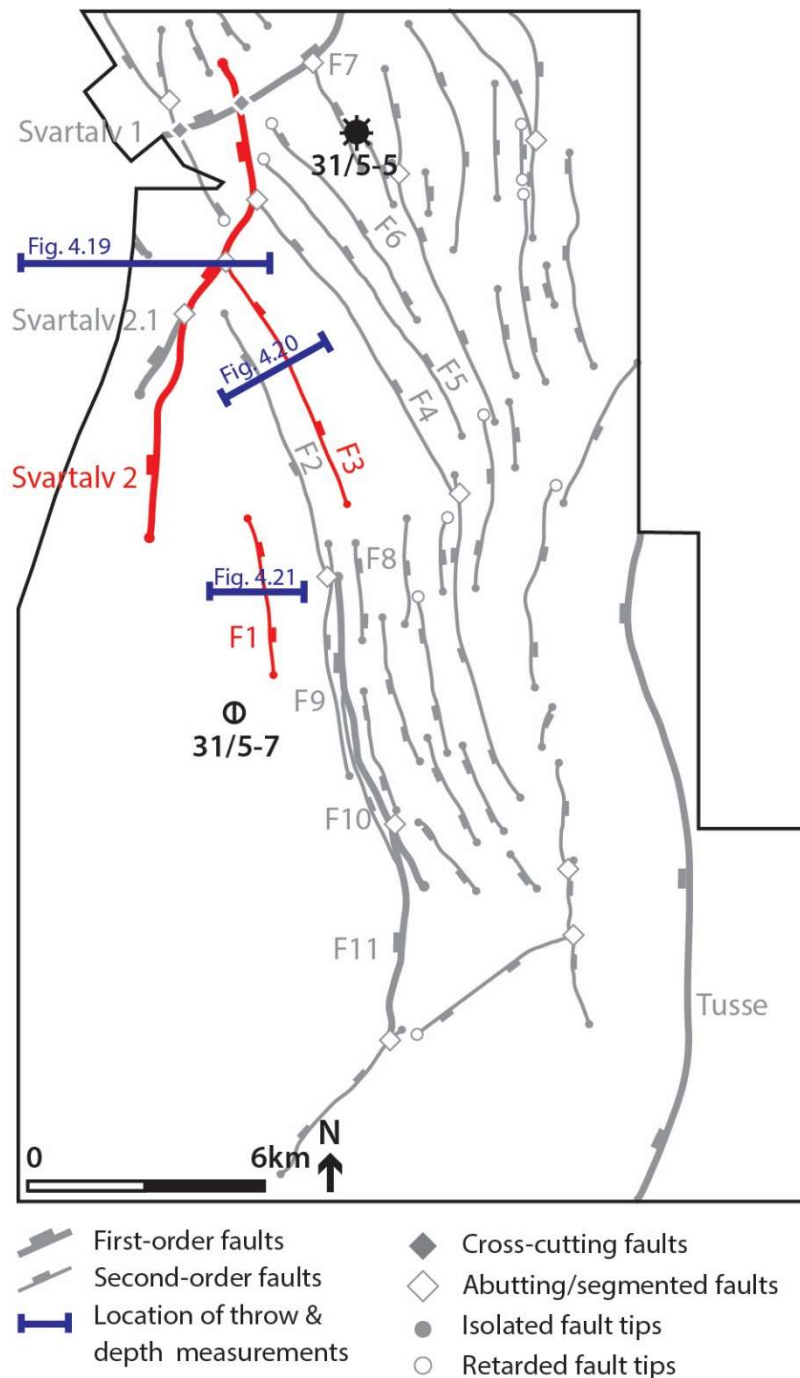 F7
Svartalv 1
31/5-5
F6
Fig. 4.19
Svartalv 2.1
Fig. 4.20
F5
F4
F3
F2
Svartalv 2
F8
Fig. 4.21
F1
F9
31/5-7
F10
F11
Tusse
0
6km
N
First-order faults
Second-order faults
Location of throw &
depth measurements
Cross-cutting faults
Abutting/segmented faults
Isolated fault tips
Retarded fault tips